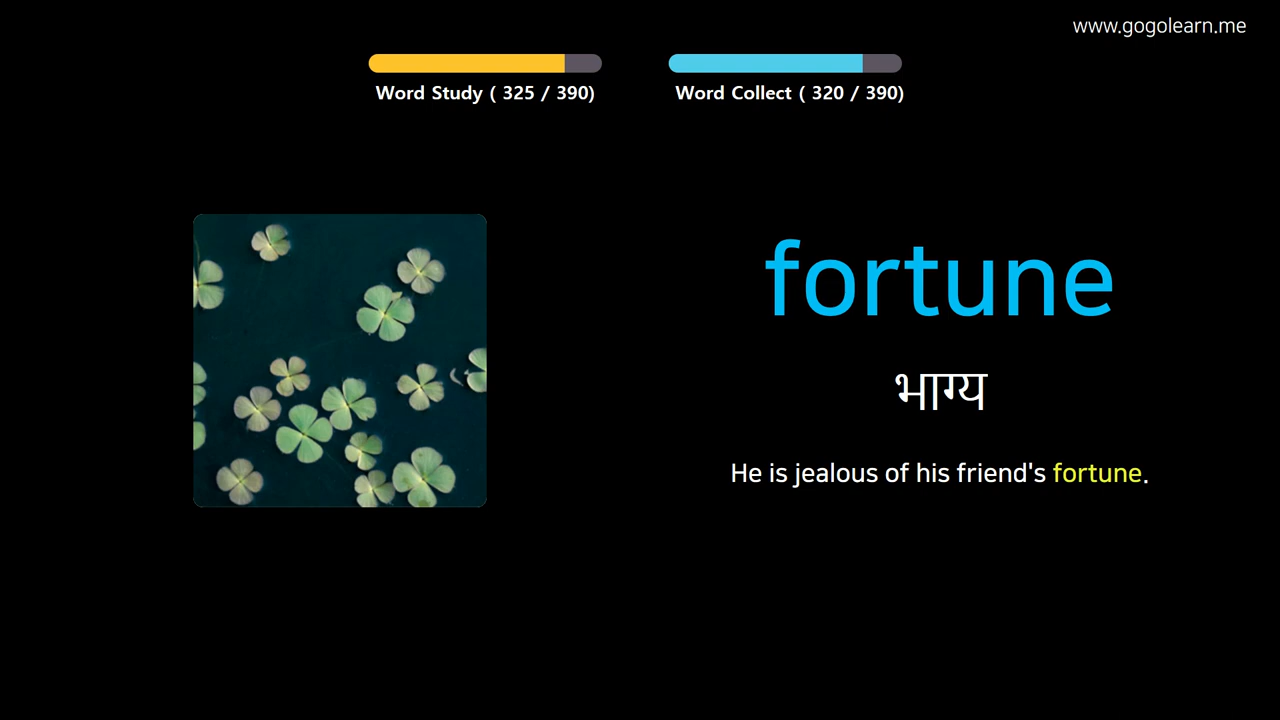 www.gogolearn.me
Word Study ( 325 / 390)
Word Collect ( 320 / 390)
fortune
भाग्य
He is jealous of his friend's fortune.